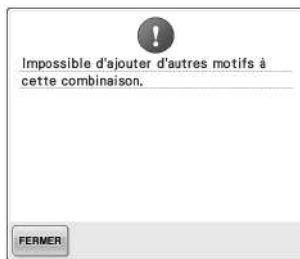 Impossible d'ajouter d'autres motifs à
cette combinaison.
FERMER